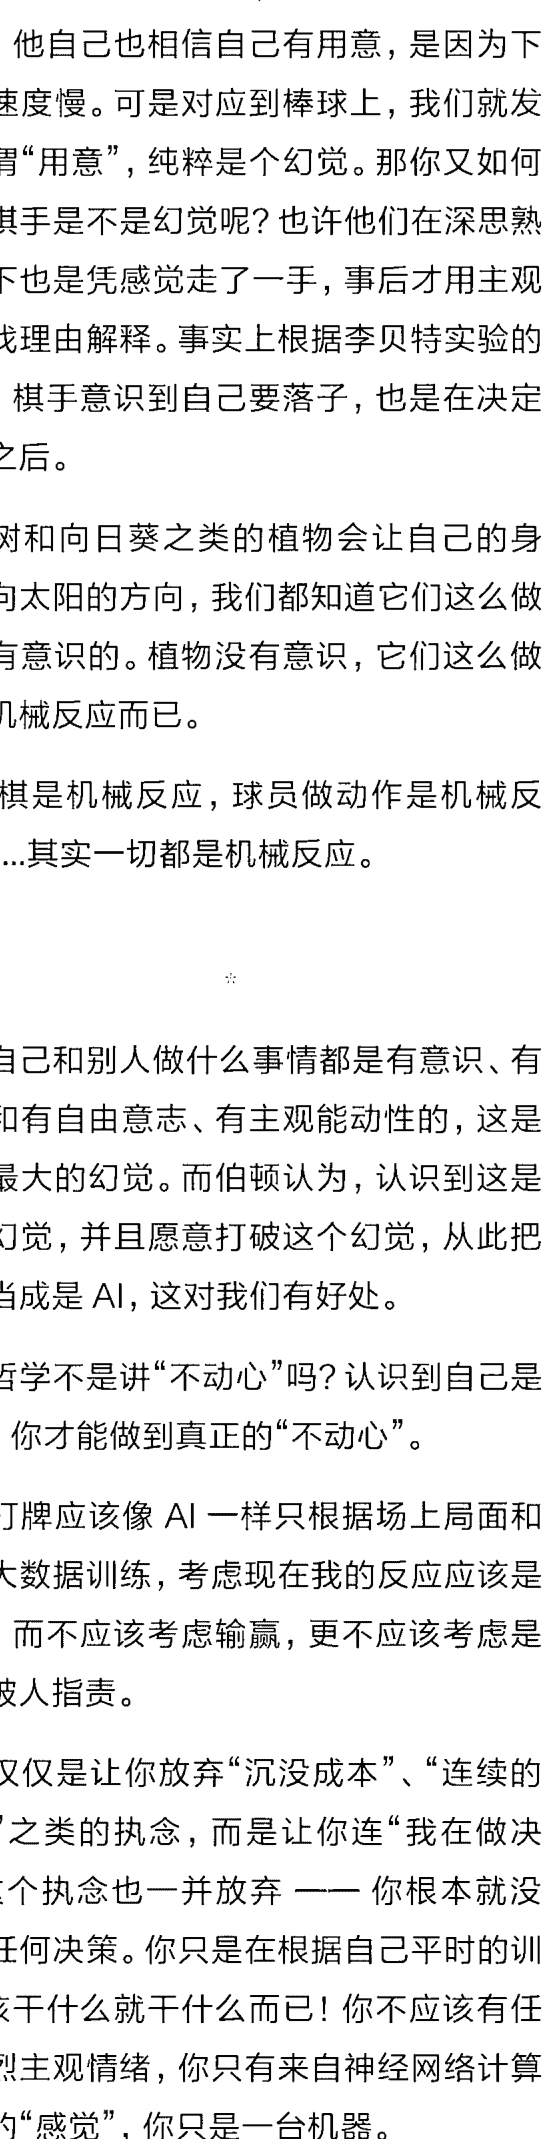 他自己也相信自己有用意，是因为下
速度慢。可是对应到棒球上，我们就发
谓“用意”，纯粹是个幻觉。那你又如何
棋手是不是幻觉呢？也许他们在深思熟
下也是凭感觉走了一手，事后才用主观
找理由解释。事实上根据李贝特实验的
棋手意识到自己要落子，也是在决定
之后。
树和向日葵之类的植物会让自己的身
向太阳的方向，我们都知道它们这么做
有意识的。植物没有意识，它们这么做
机械反应而已。
棋是机械反应，球员做动作是机械反
…其实一切都是机械反应。
*
自己和别人做什么事情都是有意识、有
和有自由意志、有主观能动性的，这是
最大的幻觉。而伯顿认为，认识到这是
幻觉，并且愿意打破这个幻觉，从此把
当成是 AI，这对我们有好处。
哲学不是讲“不动心”吗？认识到自己是
你才能做到真正的“不动心”。
打牌应该像 AI 一样只根据场上局面和
大数据训练，考虑现在我的反应应该是
而不应该考虑输赢，更不应该考虑是
被人指责。
仅仅是让你放弃“沉没成本”、“连续的
”之类的执念，而是让你连“我在做决
这个执念也一并放弃 —— 你根本就没
任何决策。你只是在根据自己平时的训
该干什么就干什么而已！你不应该有任
烈主观情绪，你只有来自神经网络计算
的“感觉”，你只是一台机器。